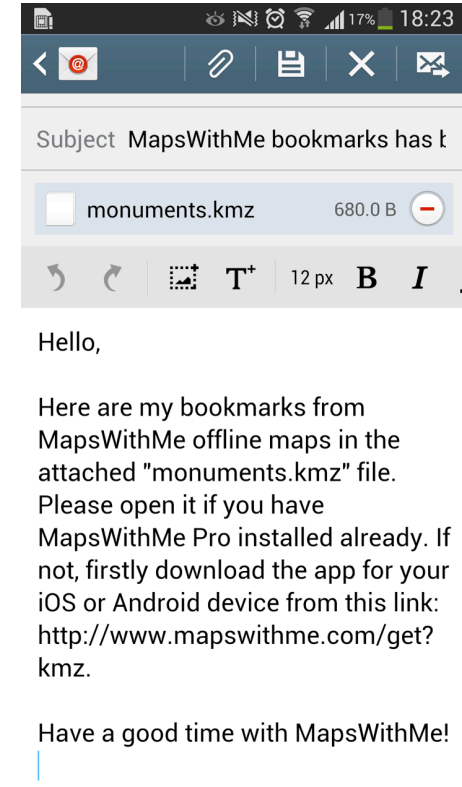 17% 18:23
@
Subject MapsWithMe bookmarks has
monuments.kmz 680.0 B
T+ 12 px B I
Hello,
Here are my bookmarks from
MapsWithMe offline maps in the
attached "monuments.kmz" file.
Please open it if you have
MapsWithMe Pro installed already. If
not, firstly download the app for your
iOS or Android device from this link:
http://www.mapswithme.com/get?
kmz.
Have a good time with MapsWithMe!